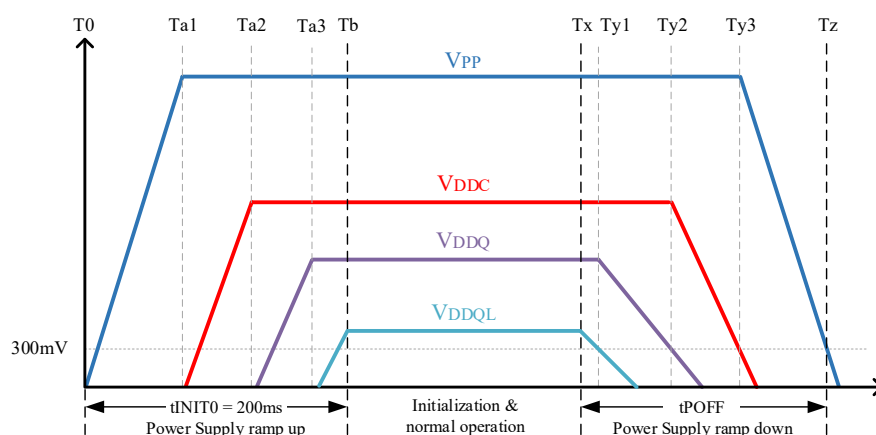 T0 Ta1 Ta2 Ta3 Tb Tx Ty1 Ty2 Ty3 Tz
VPP
VDDC
VDDQ
VDDQL
300mV
tINIT0 = 200ms
Power Supply ramp up
Initialization &
normal operation
tPOFF
Power Supply ramp down